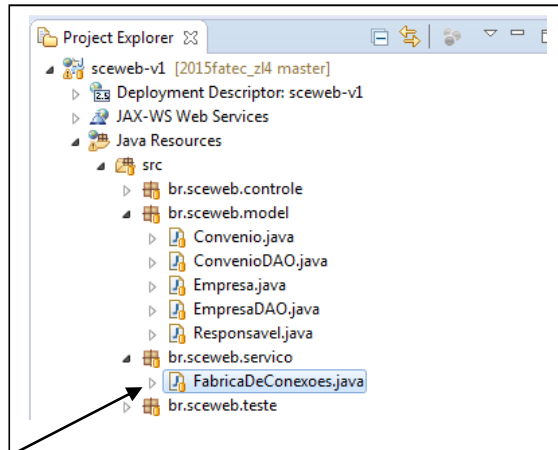 Project Explorer
sceweb-v1 [2015fatec_zl4 master]
2.5 Deployment Descriptor: sceweb-v1
JAX-WS Web Services
Java Resources
src
br.sceweb.controle
br.sceweb.model
Convenio.java
ConvenioDAO.java
Empresa.java
EmpresaDAO.java
Responsavel.java
br.sceweb.servico
FabricaDeConexoes.java
br.sceweb.teste